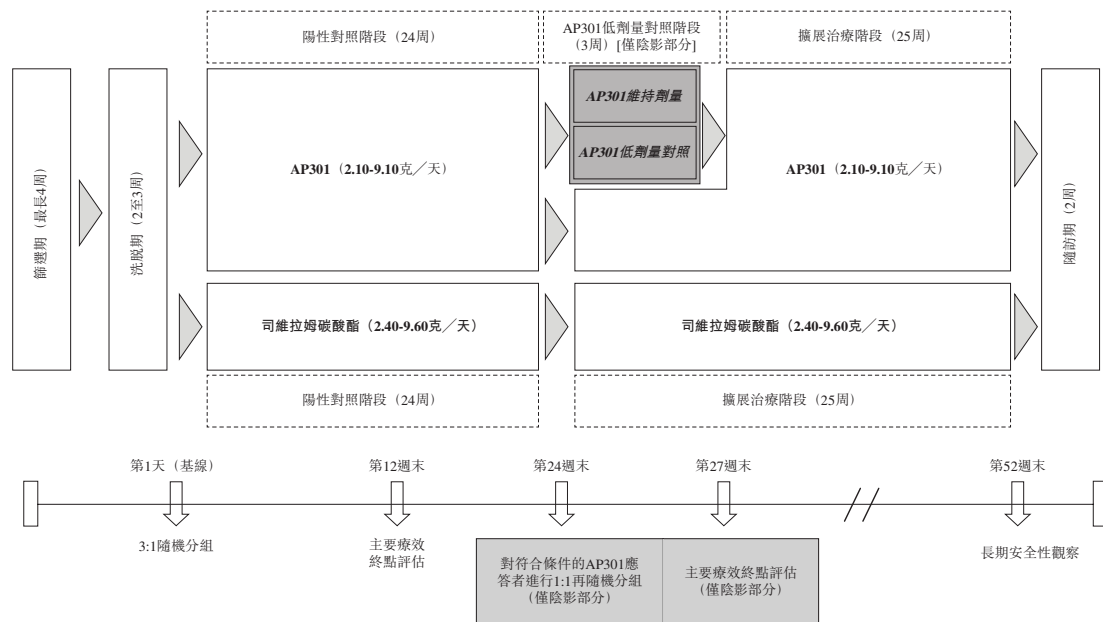 陽性對照階段（24周）
AP301低劑量對照階段
（3周）[僅陰影部分]
擴展治療階段（25周）
篩選期（最長4周）
洗脱期（2至3周）
AP301（2.10-9.10克／天）
AP301維持劑量
AP301低劑量對照
AP301（2.10-9.10克／天）
隨訪期（2周）
司維拉姆碳酸酯（2.40-9.60克／天）
司維拉姆碳酸酯（2.40-9.60克／天）
陽性對照階段（24周）
擴展治療階段（25周）
第1天（基線）
第12週末
第24週末
第27週末
第52週末
3:1隨機分組
主要療效
終點評估
對符合條件的AP301應
答者進行1:1再隨機分組
（僅陰影部分）
主要療效終點評估
（僅陰影部分）
長期安全性觀察